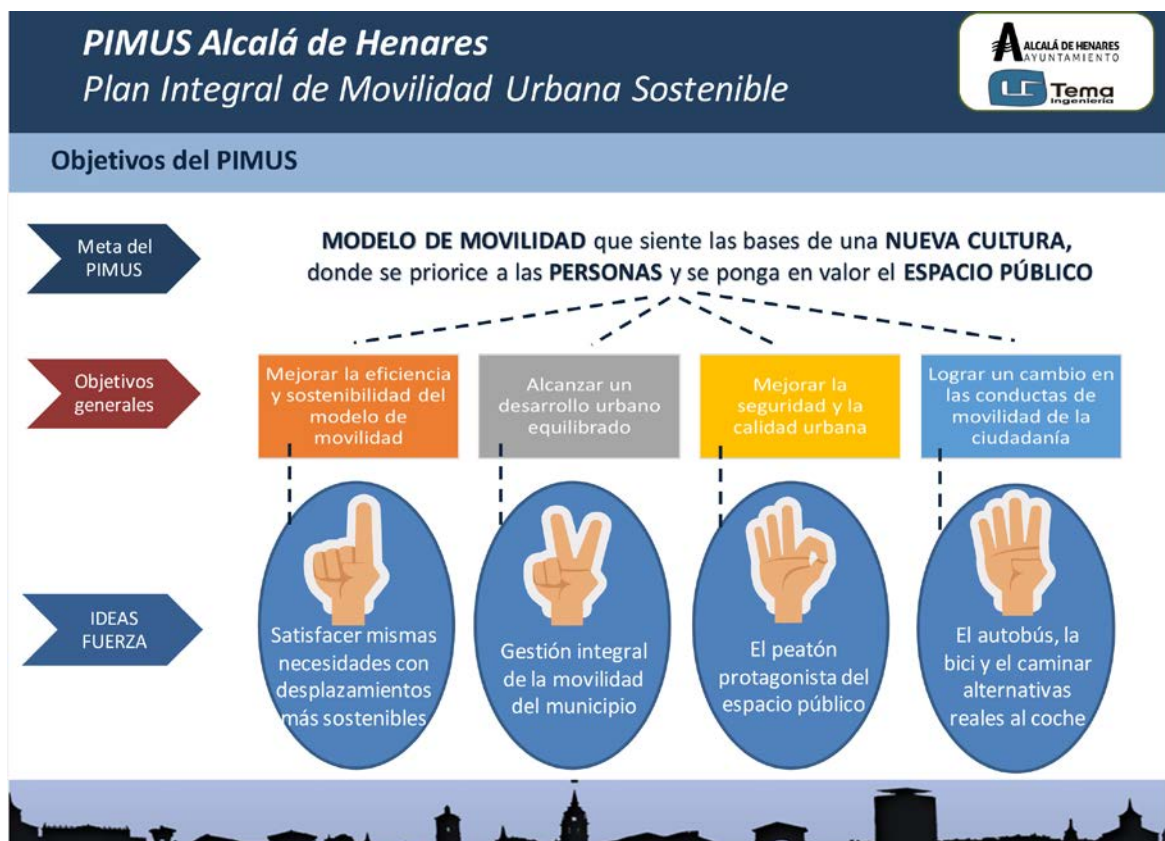 PIMUS Alcalá de Henares
Plan Integral de Movilidad Urbana Sostenible
ALCALÁ DE HENARES
AYUNTAMIENTO
Tema
Ingeniería
Objetivos del PIMUS
Meta del
PIMUS
MODELO DE MOVILIDAD que siente las bases de una NUEVA CULTURA,
donde se priorice a las PERSONAS y se ponga en valor el ESPACIO PÚBLICO
Objetivos
generales
Mejorar la eficiencia
y sostenibilidad del
modelo de
movilidad
Alcanzar un
desarrollo urbano
equilibrado
Mejorar la
seguridad y la
calidad urbana
Lograr un cambio en
las conductas de
movilidad de la
ciudadanía
IDEAS
FUERZA
Satisfacer mismas
necesidades con
desplazamientos
más sostenibles
Gestión integral
de la movilidad
del municipio
El peatón
protagonista del
espacio público
El autobús, la
bici y el caminar
alternativas
reales al coche